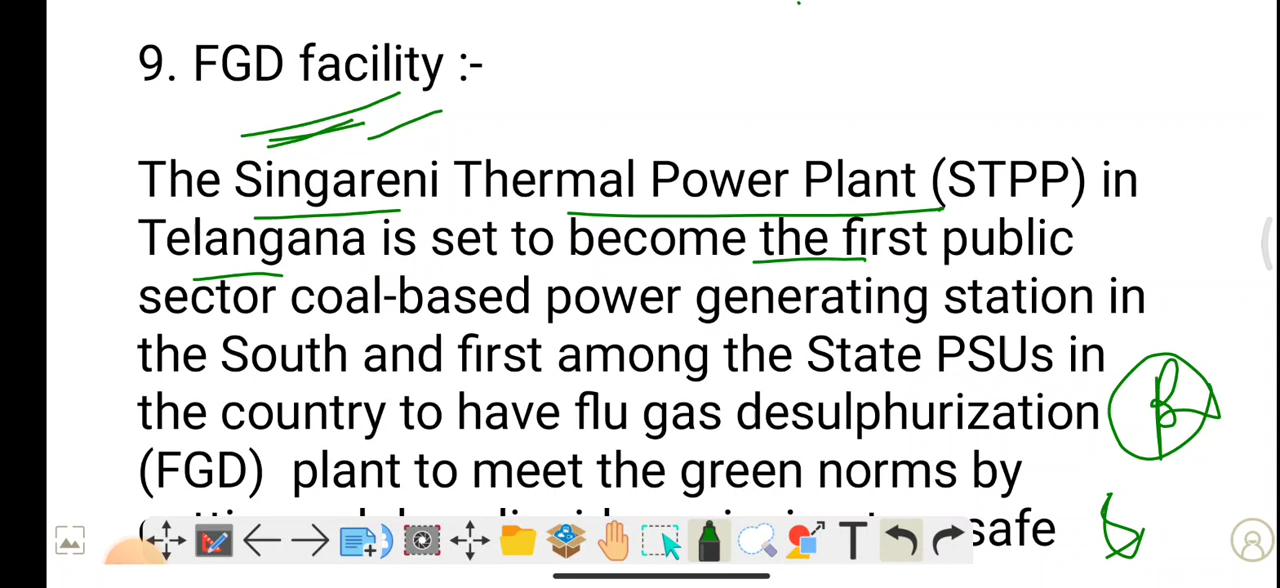 9. FGD facility :-
The Singareni Thermal Power Plant (STPP) in
Telangana is set to become the first public
sector coal-based power generating station in
the South and first among the State PSUs in
the country to have flu gas desulphurization
(FGD) plant to meet the green norms by
safe